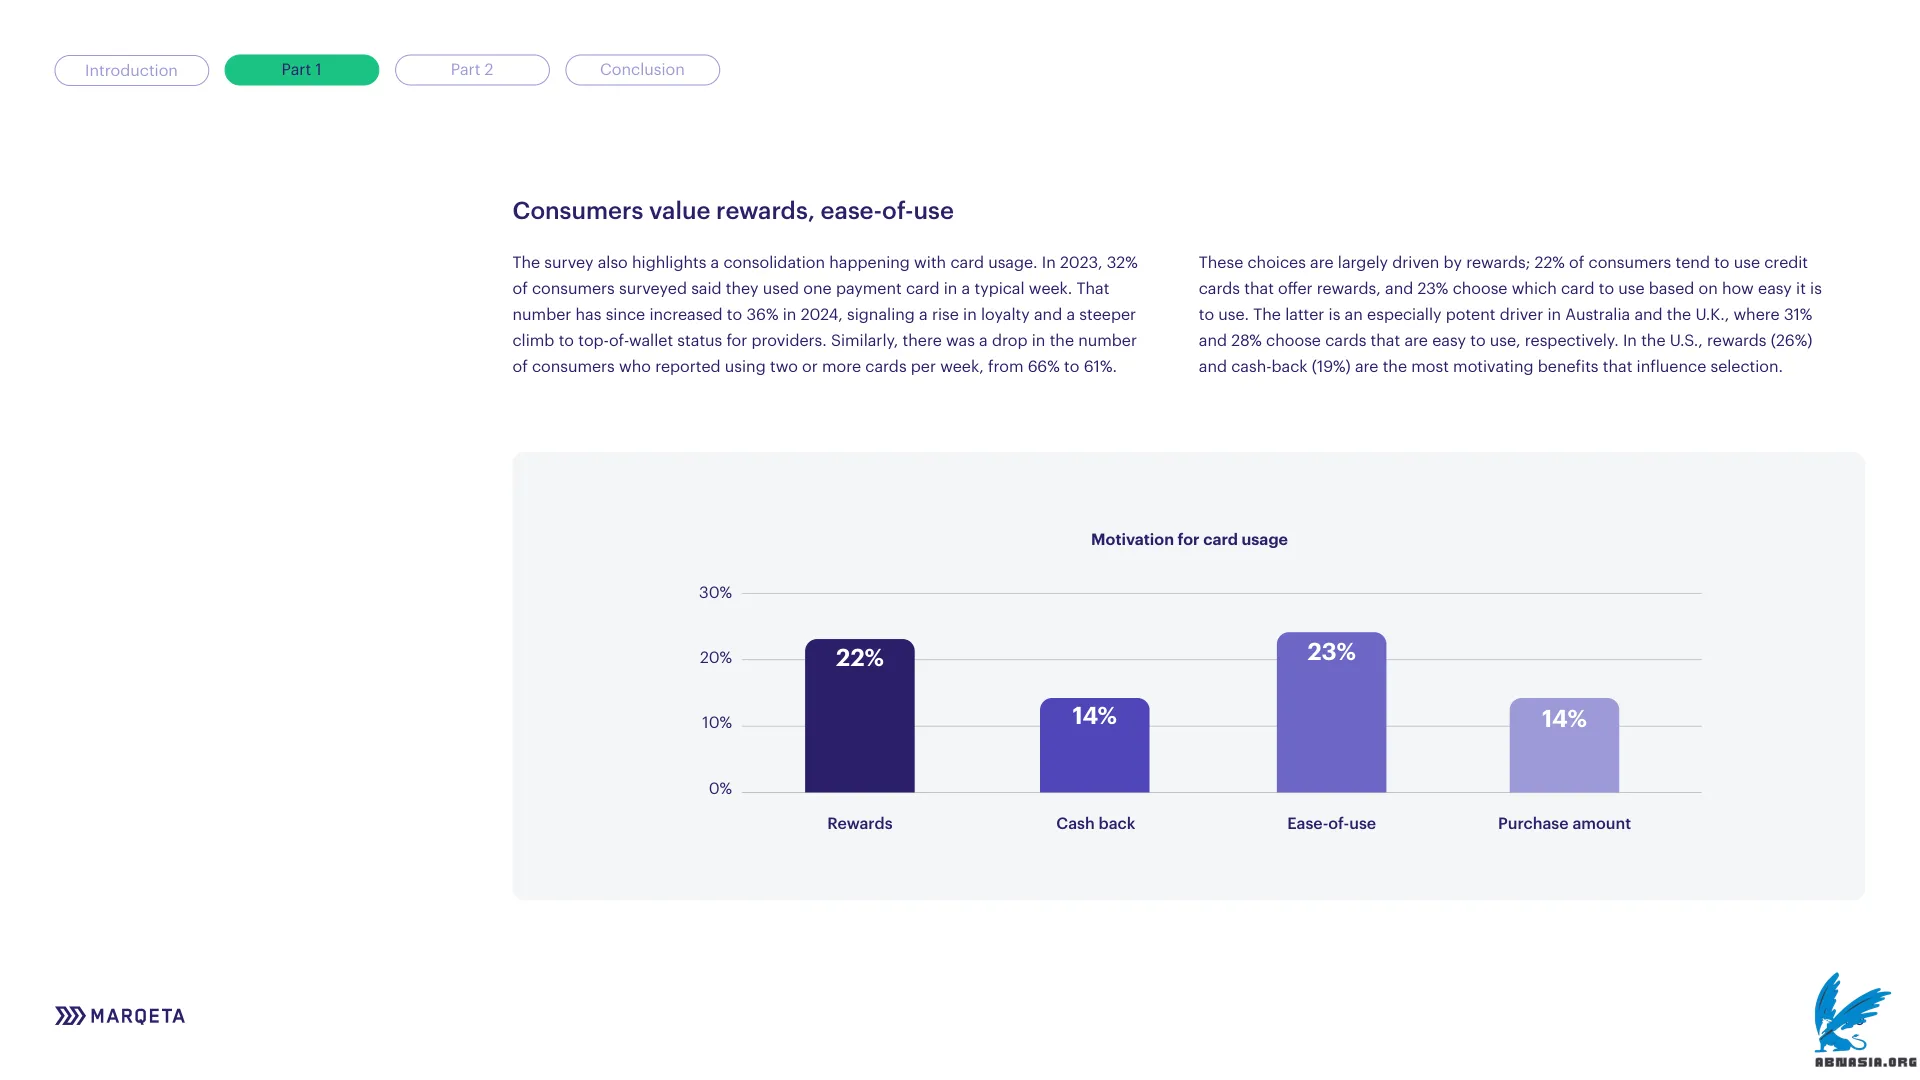 Introduction
Part 1
Part 2
Conclusion
Consumers value rewards, ease-of-use
The survey also highlights a consolidation happening with card usage. In 2023, 32%
of consumers surveyed said they used one payment card in a typical week. That
number has since increased to 36% in 2024, signaling a rise in loyalty and a steeper
climb to top-of-wallet status for providers. Similarly, there was a drop in the number
of consumers who reported using two or more cards per week, from 66% to 61%.
These choices are largely driven by rewards; 22% of consumers tend to use credit
cards that offer rewards, and 23% choose which card to use based on how easy it is
to use. The latter is an especially potent driver in Australia and the U.K., where 31%
and 28% choose cards that are easy to use, respectively. In the U.S., rewards (26%)
and cash-back (19%) are the most motivating benefits that influence selection.
Motivation for card usage
30%
20%
10%
0%
22%
14%
23%
14%
Rewards
Cash back
Ease-of-use
Purchase amount
MARQETA
ABNASIA.ORG